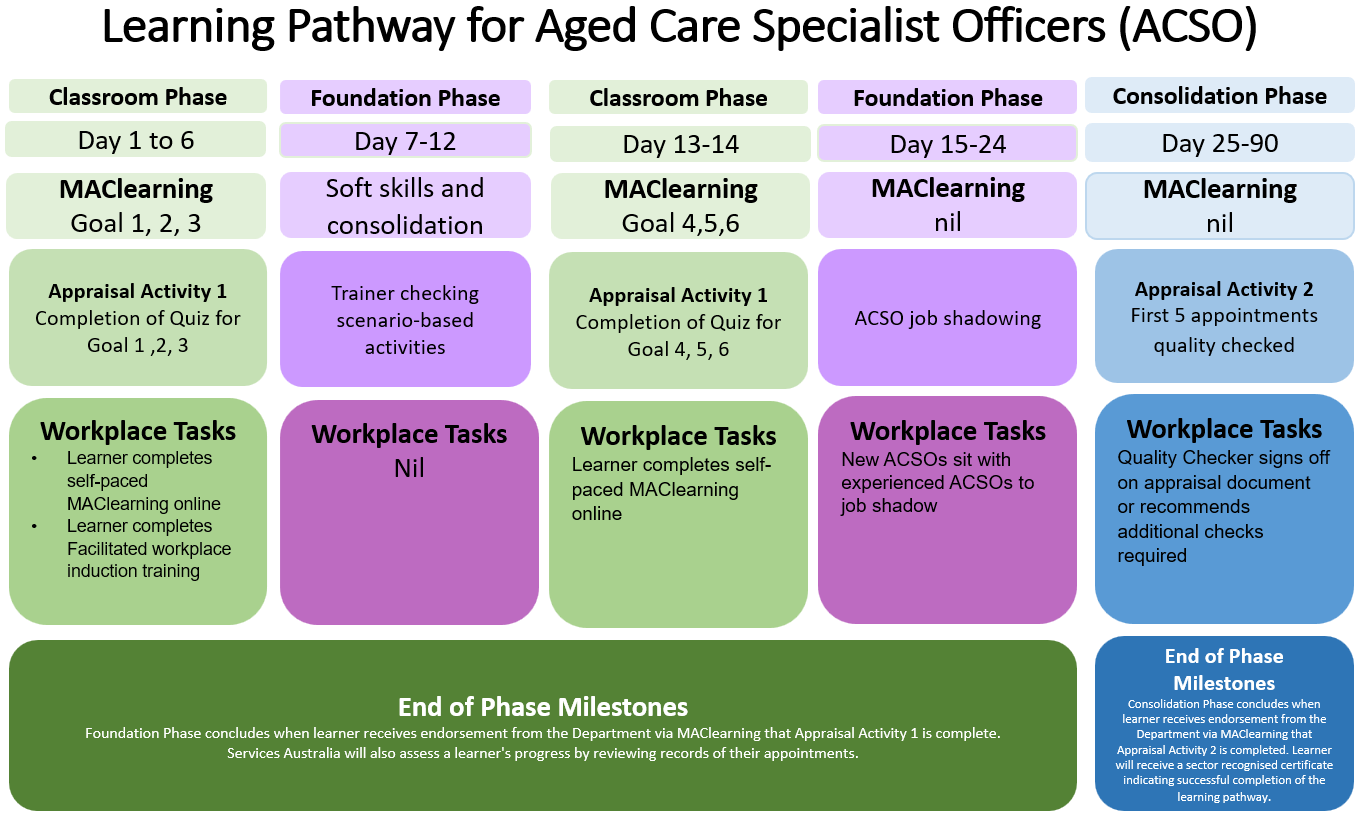 Learning Pathway for Aged Care Specialist Officers (ACSO)
Classroom Phase
Day 1 to 6
MAClearning
Goal 1, 2, 3
Appraisal Activity 1
Completion of Quiz for
Goal 1 ,2, 3
Workplace Tasks
• Learner completes
self-paced
MAClearning online
• Learner completes
Facilitated workplace
induction training
Foundation Phase
Day 7-12
Soft skills and
consolidation
Trainer checking
scenario-based
activities
Workplace Tasks
Nil
Classroom Phase
Day 13-14
MAClearning
Goal 4,5,6
Appraisal Activity 1
Completion of Quiz for
Goal 4, 5, 6
Workplace Tasks
Learner completes self-
paced MAClearning
online
Foundation Phase
Day 15-24
MAClearning
nil
ACSO job shadowing
Workplace Tasks
New ACSOs sit with
experienced ACSOs to
job shadow
Consolidation Phase
Day 25-90
MAClearning
nil
Appraisal Activity 2
First 5 appointments
quality checked
Workplace Tasks
Quality Checker signs off
on appraisal document
or recommends
additional checks
required
End of Phase Milestones
Foundation Phase concludes when learner receives endorsement from the Department via MAClearning that Appraisal Activity 1 is complete.
Services Australia will also assess a learner's progress by reviewing records of their appointments.
End of Phase
Milestones
Consolidation Phase concludes when
learner receives endorsement from the
Department via MAClearning that
Appraisal Activity 2 is completed. Learner
will receive a sector recognised certificate
indicating successful completion of the
learning pathway.